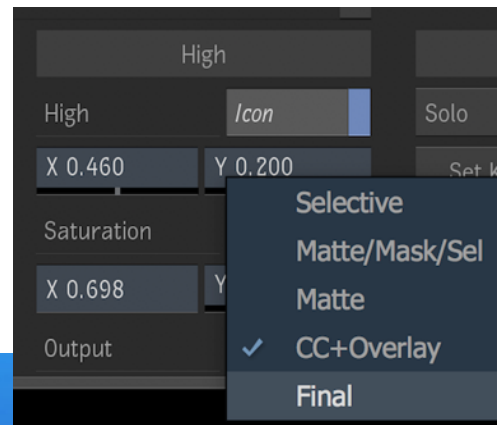 High
High Icon Solo
X 0.460 Y 0.200 Set K
Selective
Saturation
Matte/Mask/Sel
X 0.698 Y
Matte
Output ✓ CC+Overlay
Final